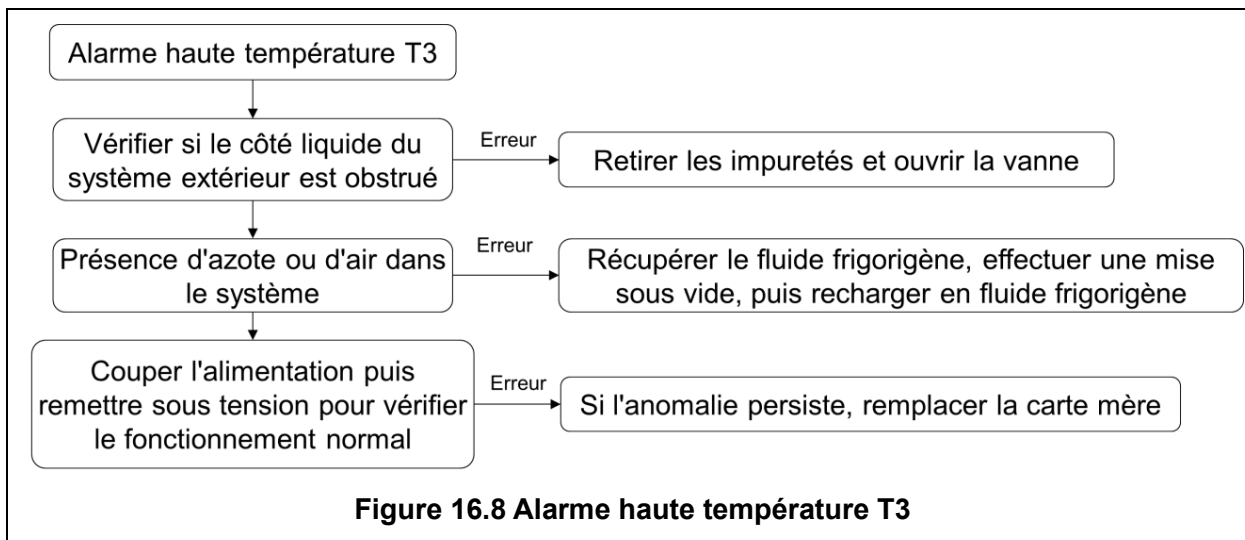 Alarme haute température T3
Vérifier si le côté liquide du
système extérieur est obstrué
Erreur
Retirer les impuretés et ouvrir la vanne
Présence d'azote ou d'air dans
le système
Erreur
Récupérer le fluide frigorigène, effectuer une mise
sous vide, puis recharger en fluide frigorigène
Couper l'alimentation puis
remettre sous tension pour vérifier
le fonctionnement normal
Erreur
Si l'anomalie persiste, remplacer la carte mère
Figure 16.8 Alarme haute température T3